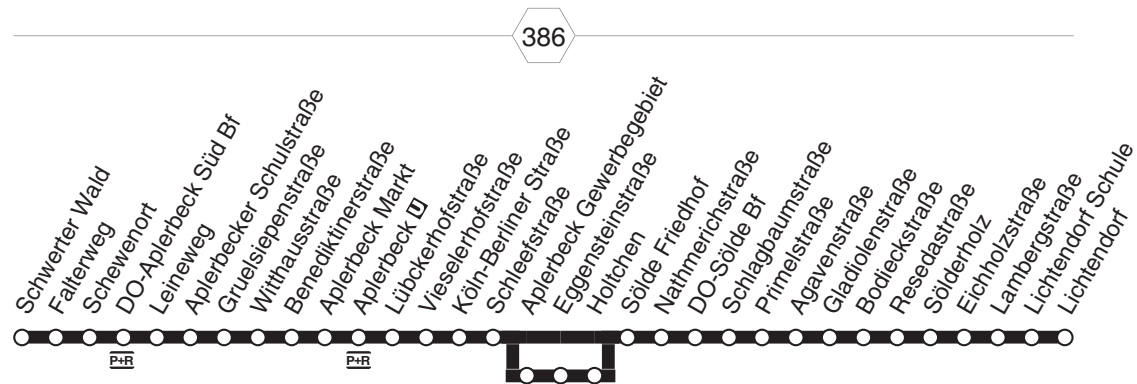 386
Schwerter Wald
Falterweg
Schewenort
DO-Aplerbeck Süd Bf
Leineweg
Aplerbecker Schulstraße
Gruelsiepenstraße
Witthausstraße
Benediktinerstraße
Aplerbeck Markt
Aplerbeck U
Lübckerhofstraße
Vieselerhofstraße
Köln-Berliner Straße
Schleefstraße
Aplerbeck Gewerbegebiet
Eggensteinstraße
Holtchen
Sölde Friedhof
Nathmerichstraße
DO-Sölde Bf
Schlagbaumstraße
Primelstraße
Agavenstraße
Gladiolenstraße
Bodieckstraße
Resedastraße
Sölderholz
Eichholzstraße
Lambergstraße
Lichtendorf Schule
Lichtendorf
P+R
P+R